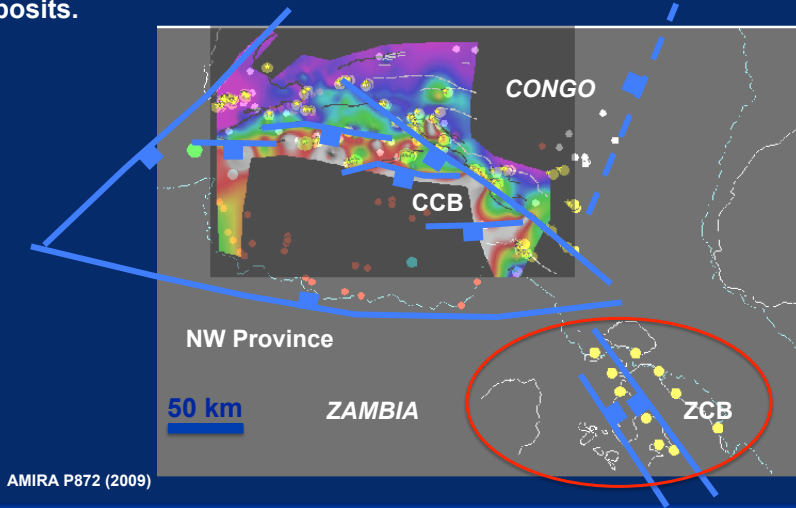 posits.
CONGO
CCB
NW Province
50 km
ZAMBIA
ZCB
AMIRA P872 (2009)